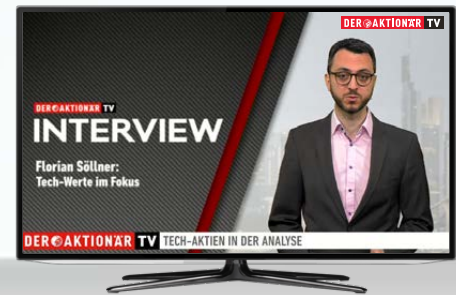 DER AKTIONÄR TV
DER AKTIONÄR TV
INTERVIEW
Florian Söllner:
Tech-Werte im Fokus
DER AKTIONÄR TV TECH-AKTIEN IN DER ANALYSE